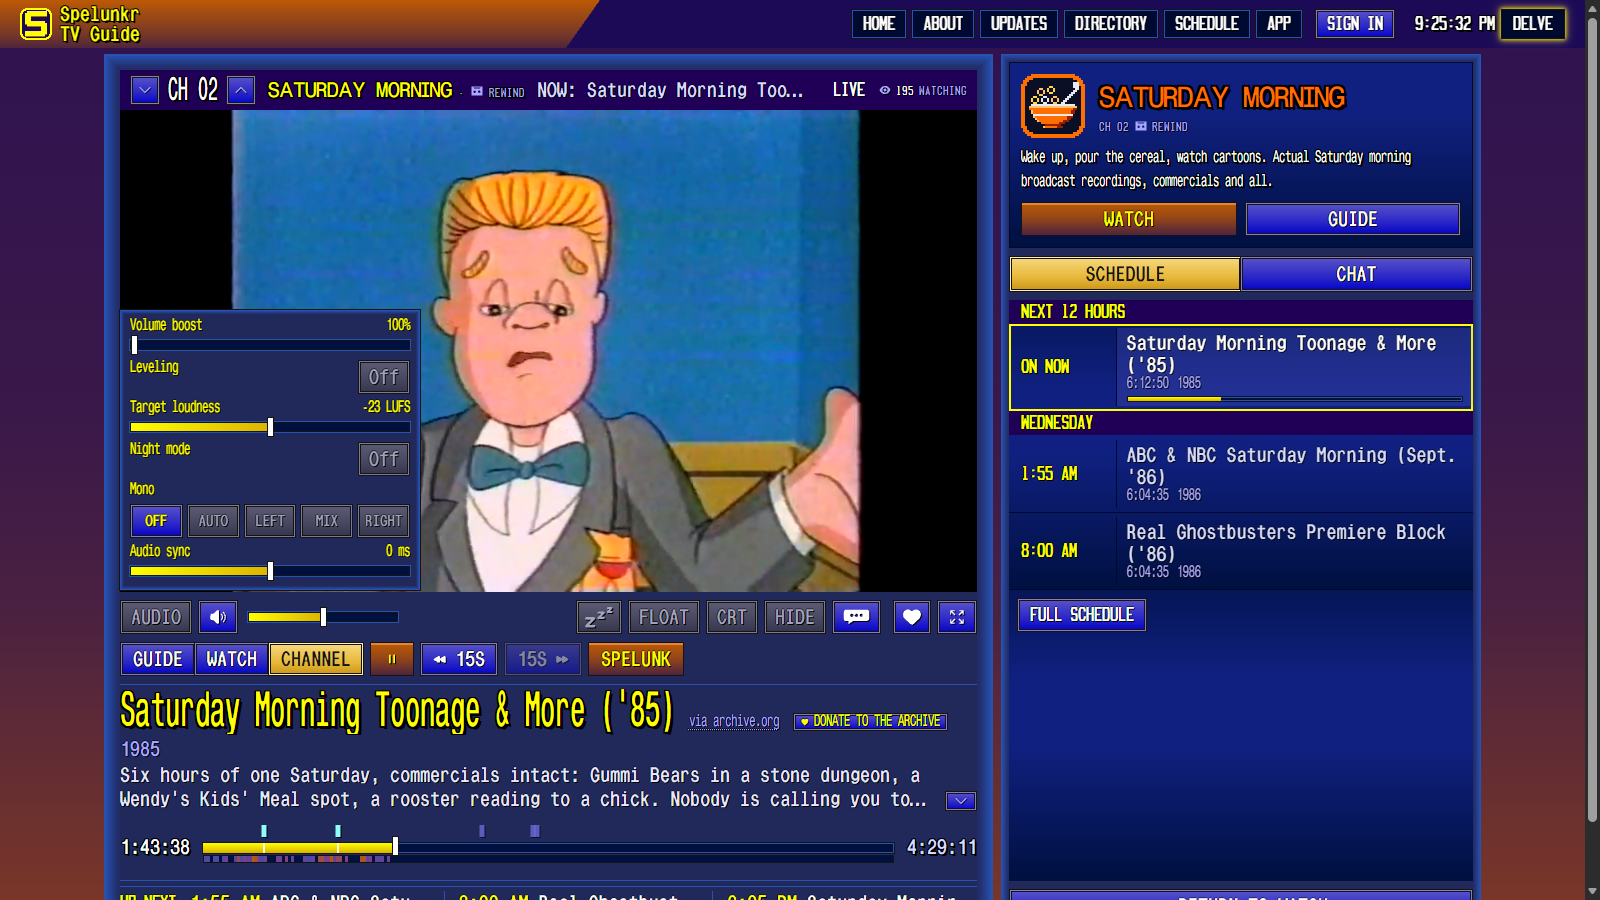 Spelunkr
TV Guide
HOME
ABOUT
UPDATES
DIRECTORY
SCHEDULE
APP
SIGN IN
9:25:32 PM
DELVE
CH 02
SATURDAY MORNING
REWIND
NOW: Saturday Morning Too...
LIVE
195 WATCHING
Volume boost 100%
Leveling Off
Target loudness -23 LUFS
Night mode Off
Mono
OFF AUTO LEFT MIX RIGHT
Audio sync 0 ms
AUDIO
zzz
FLOAT
CRT
HIDE
GUIDE
WATCH
CHANNEL
15S
15S
SPELUNK
Saturday Morning Toonage & More ('85)
via archive.org
DONATE TO THE ARCHIVE
1985
Six hours of one Saturday, commercials intact: Gummi Bears in a stone dungeon, a
Wendy's Kids' Meal spot, a rooster reading to a chick. Nobody is calling you to...
1:43:38
4:29:11
SATURDAY MORNING
CH 02 REWIND
Wake up, pour the cereal, watch cartoons. Actual Saturday morning
broadcast recordings, commercials and all.
WATCH
GUIDE
SCHEDULE
CHAT
NEXT 12 HOURS
ON NOW
Saturday Morning Toonage & More
('85)
6:12:50 1985
WEDNESDAY
1:55 AM
ABC & NBC Saturday Morning (Sept.
'86)
6:04:35 1986
8:00 AM
Real Ghostbusters Premiere Block
('86)
6:04:35 1986
FULL SCHEDULE